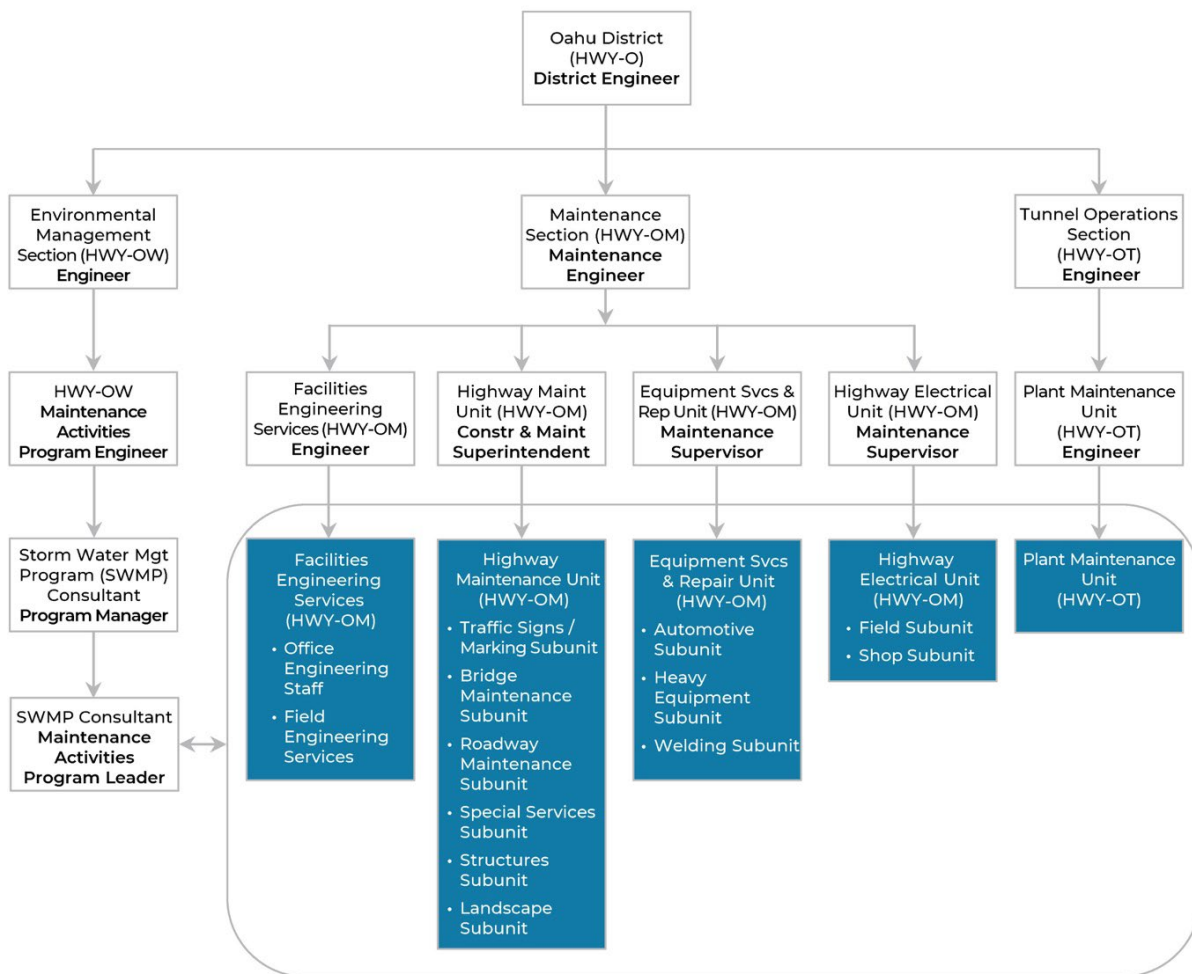 Oahu District
(HWY-O)
District Engineer
Environmental
Management
Section (HWY-OW)
Engineer
Maintenance
Section (HWY-OM)
Maintenance
Engineer
Tunnel Operations
Section
(HWY-OT)
Engineer
HWY-OW
Maintenance
Activities
Program Engineer
Facilities
Engineering
Services (HWY-OM)
Engineer
Highway Maint
Unit (HWY-OM)
Constr & Maint
Superintendent
Equipment Svcs &
Rep Unit (HWY-OM)
Maintenance
Supervisor
Highway Electrical
Unit (HWY-OM)
Maintenance
Supervisor
Plant Maintenance
Unit
(HWY-OT)
Engineer
Storm Water Mgt
Program (SWMP)
Consultant
Program Manager
SWMP Consultant
Maintenance
Activities
Program Leader
Facilities
Engineering
Services
(HWY-OM)
• Office
Engineering
Staff
• Field
Engineering
Services
Highway
Maintenance Unit
(HWY-OM)
• Traffic Signs /
Marking Subunit
• Bridge
Maintenance
Subunit
• Roadway
Maintenance
Subunit
• Special Services
Subunit
• Structures
Subunit
• Landscape
Subunit
Equipment Svcs
& Repair Unit
(HWY-OM)
• Automotive
Subunit
• Heavy
Equipment
Subunit
• Welding Subunit
Highway
Electrical Unit
(HWY-OM)
• Field Subunit
• Shop Subunit
Plant Maintenance
Unit
(HWY-OT)